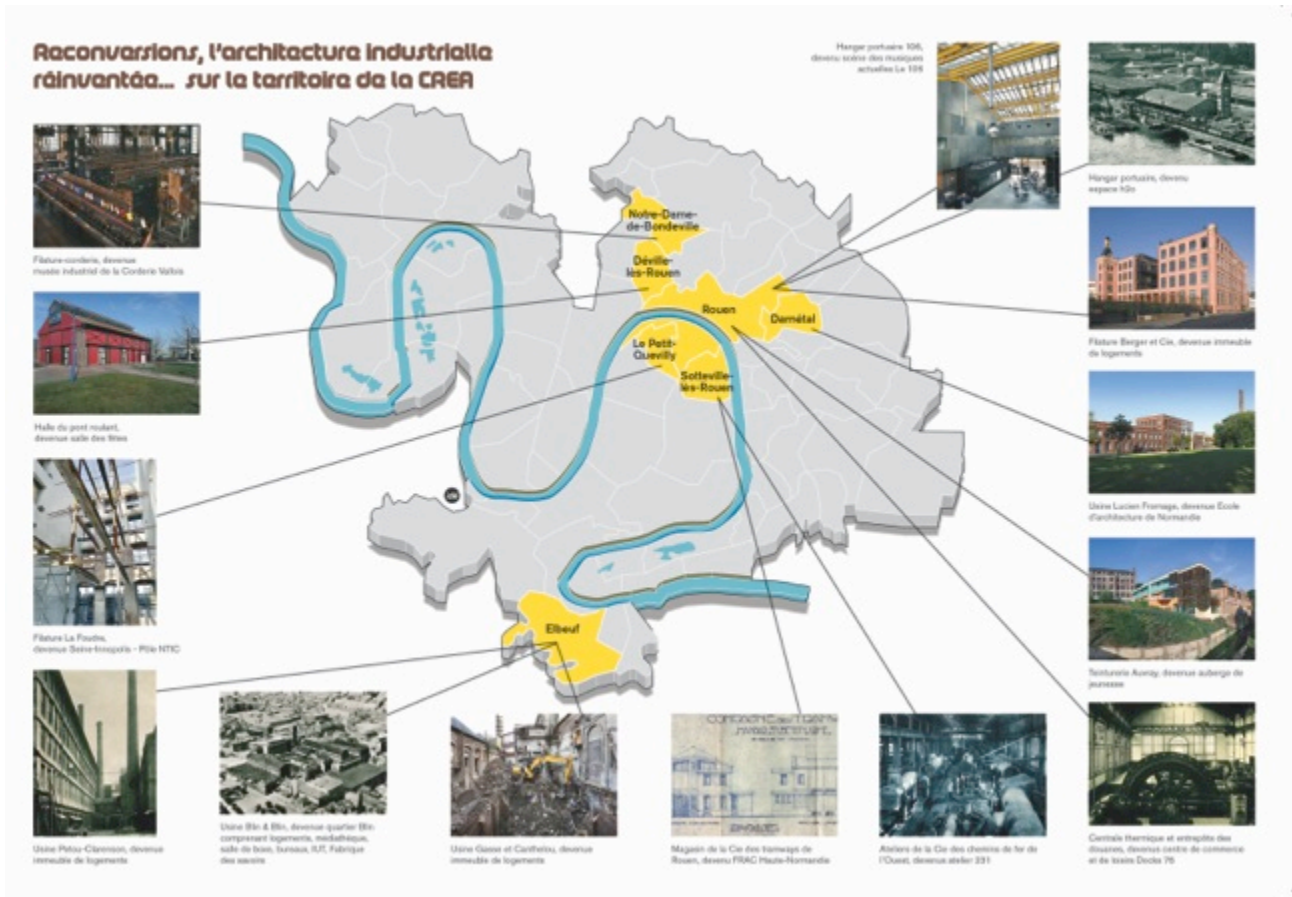 Reconversions, l'architecture industrielle
réinventée... sur le territoire de la CREA
Hangar portuaire 106,
devenu scène des musiques
actuelles Le 106
Hangar portuaire, devenu
espace h2o
Filature-corderie, devenue
musée industriel de la Corderie Vallois
Notre-Dame-
de-Bondeville
Déville-
lès-Rouen
Rouen
Darnétal
Le Petit-
Quevilly
Sotteville-
lès-Rouen
Elbeuf
Filature Berger et Cie, devenue immeuble
de logements
Halle du pont roulant,
devenue salle des fêtes
Usine Lucien Fromage, devenue Ecole
d'architecture de Normandie
Filature La Foudre,
devenue Seine-Innopolis - Pôle NTIC
Teinturerie Auvray, devenue auberge de
jeunesse
Usine Petou-Clarenson, devenue
immeuble de logements
Usine Blin & Blin, devenue quartier Blin
comprenant logements, médiathèque,
salle de boxe, bureaux, IUT, Fabrique
des savoirs
Usine Gasse et Canthelou, devenue
immeuble de logements
Magasin de la Cie des tramways de
Rouen, devenu FRAC Haute-Normandie
Ateliers de la Cie des chemins de fer de
l'Ouest, devenus atelier 231
Centrale thermique et entrepôts des
douanes, devenus centre de commerce
et de loisirs Docks 76